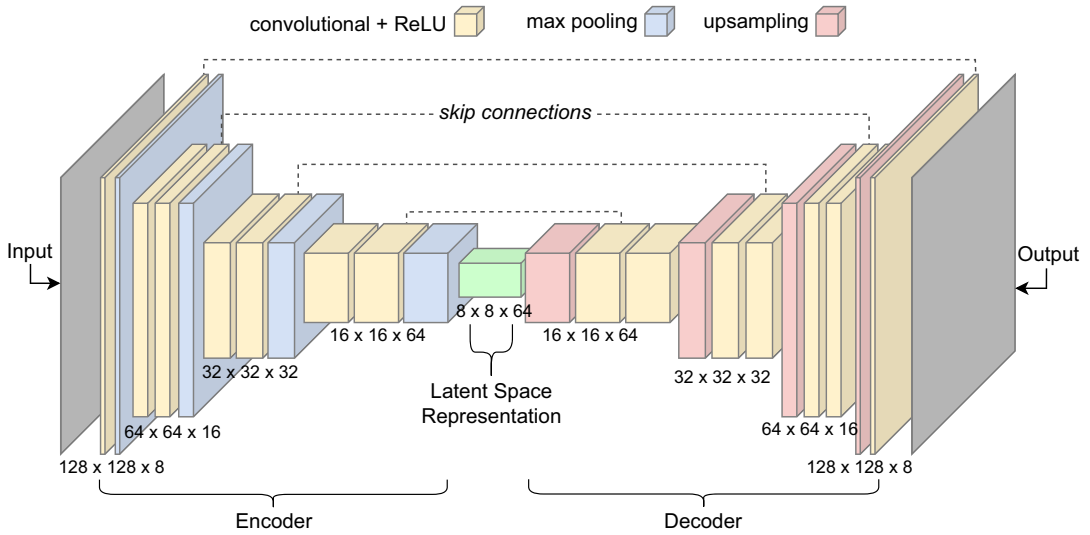 convolutional + ReLU
max pooling
upsampling
skip connections
Input
Output
8 x 8 x 64
16 x 16 x 64
16 x 16 x 64
32 x 32 x 32
32 x 32 x 32
Latent Space
Representation
64 x 64 x 16
64 x 64 x 16
128 x 128 x 8
128 x 128 x 8
Encoder
Decoder